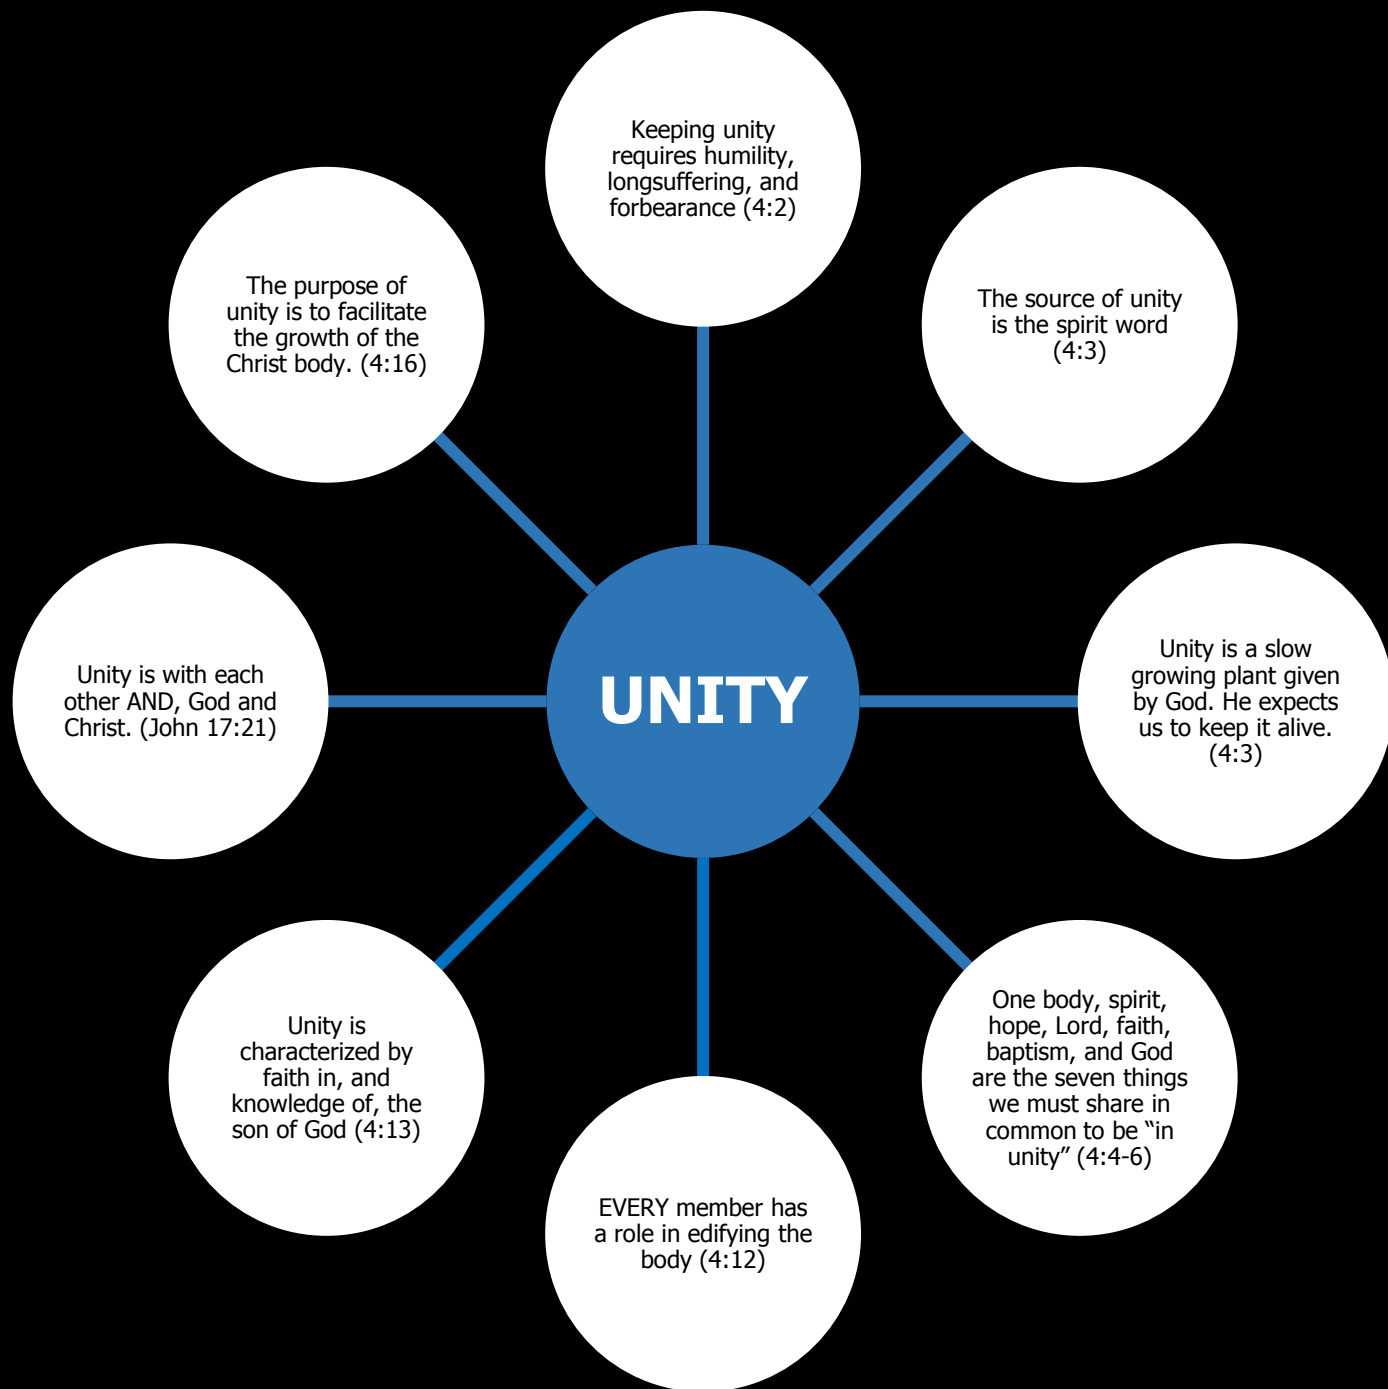 Keeping unity
requires humility,
longsuffering, and
forbearance (4:2)
The source of unity
is the spirit word
(4:3)
Unity is a slow
growing plant given
by God. He expects
us to keep it alive.
(4:3)
One body, spirit,
hope, Lord, faith,
baptism, and God
are the seven things
we must share in
common to be “in
unity” (4:4-6)
EVERY member has
a role in edifying the
body (4:12)
Unity is
characterized by
faith in, and
knowledge of, the
son of God (4:13)
Unity is with each
other AND, God and
Christ. (John 17:21)
The purpose of
unity is to facilitate
the growth of the
Christ body. (4:16)
UNITY